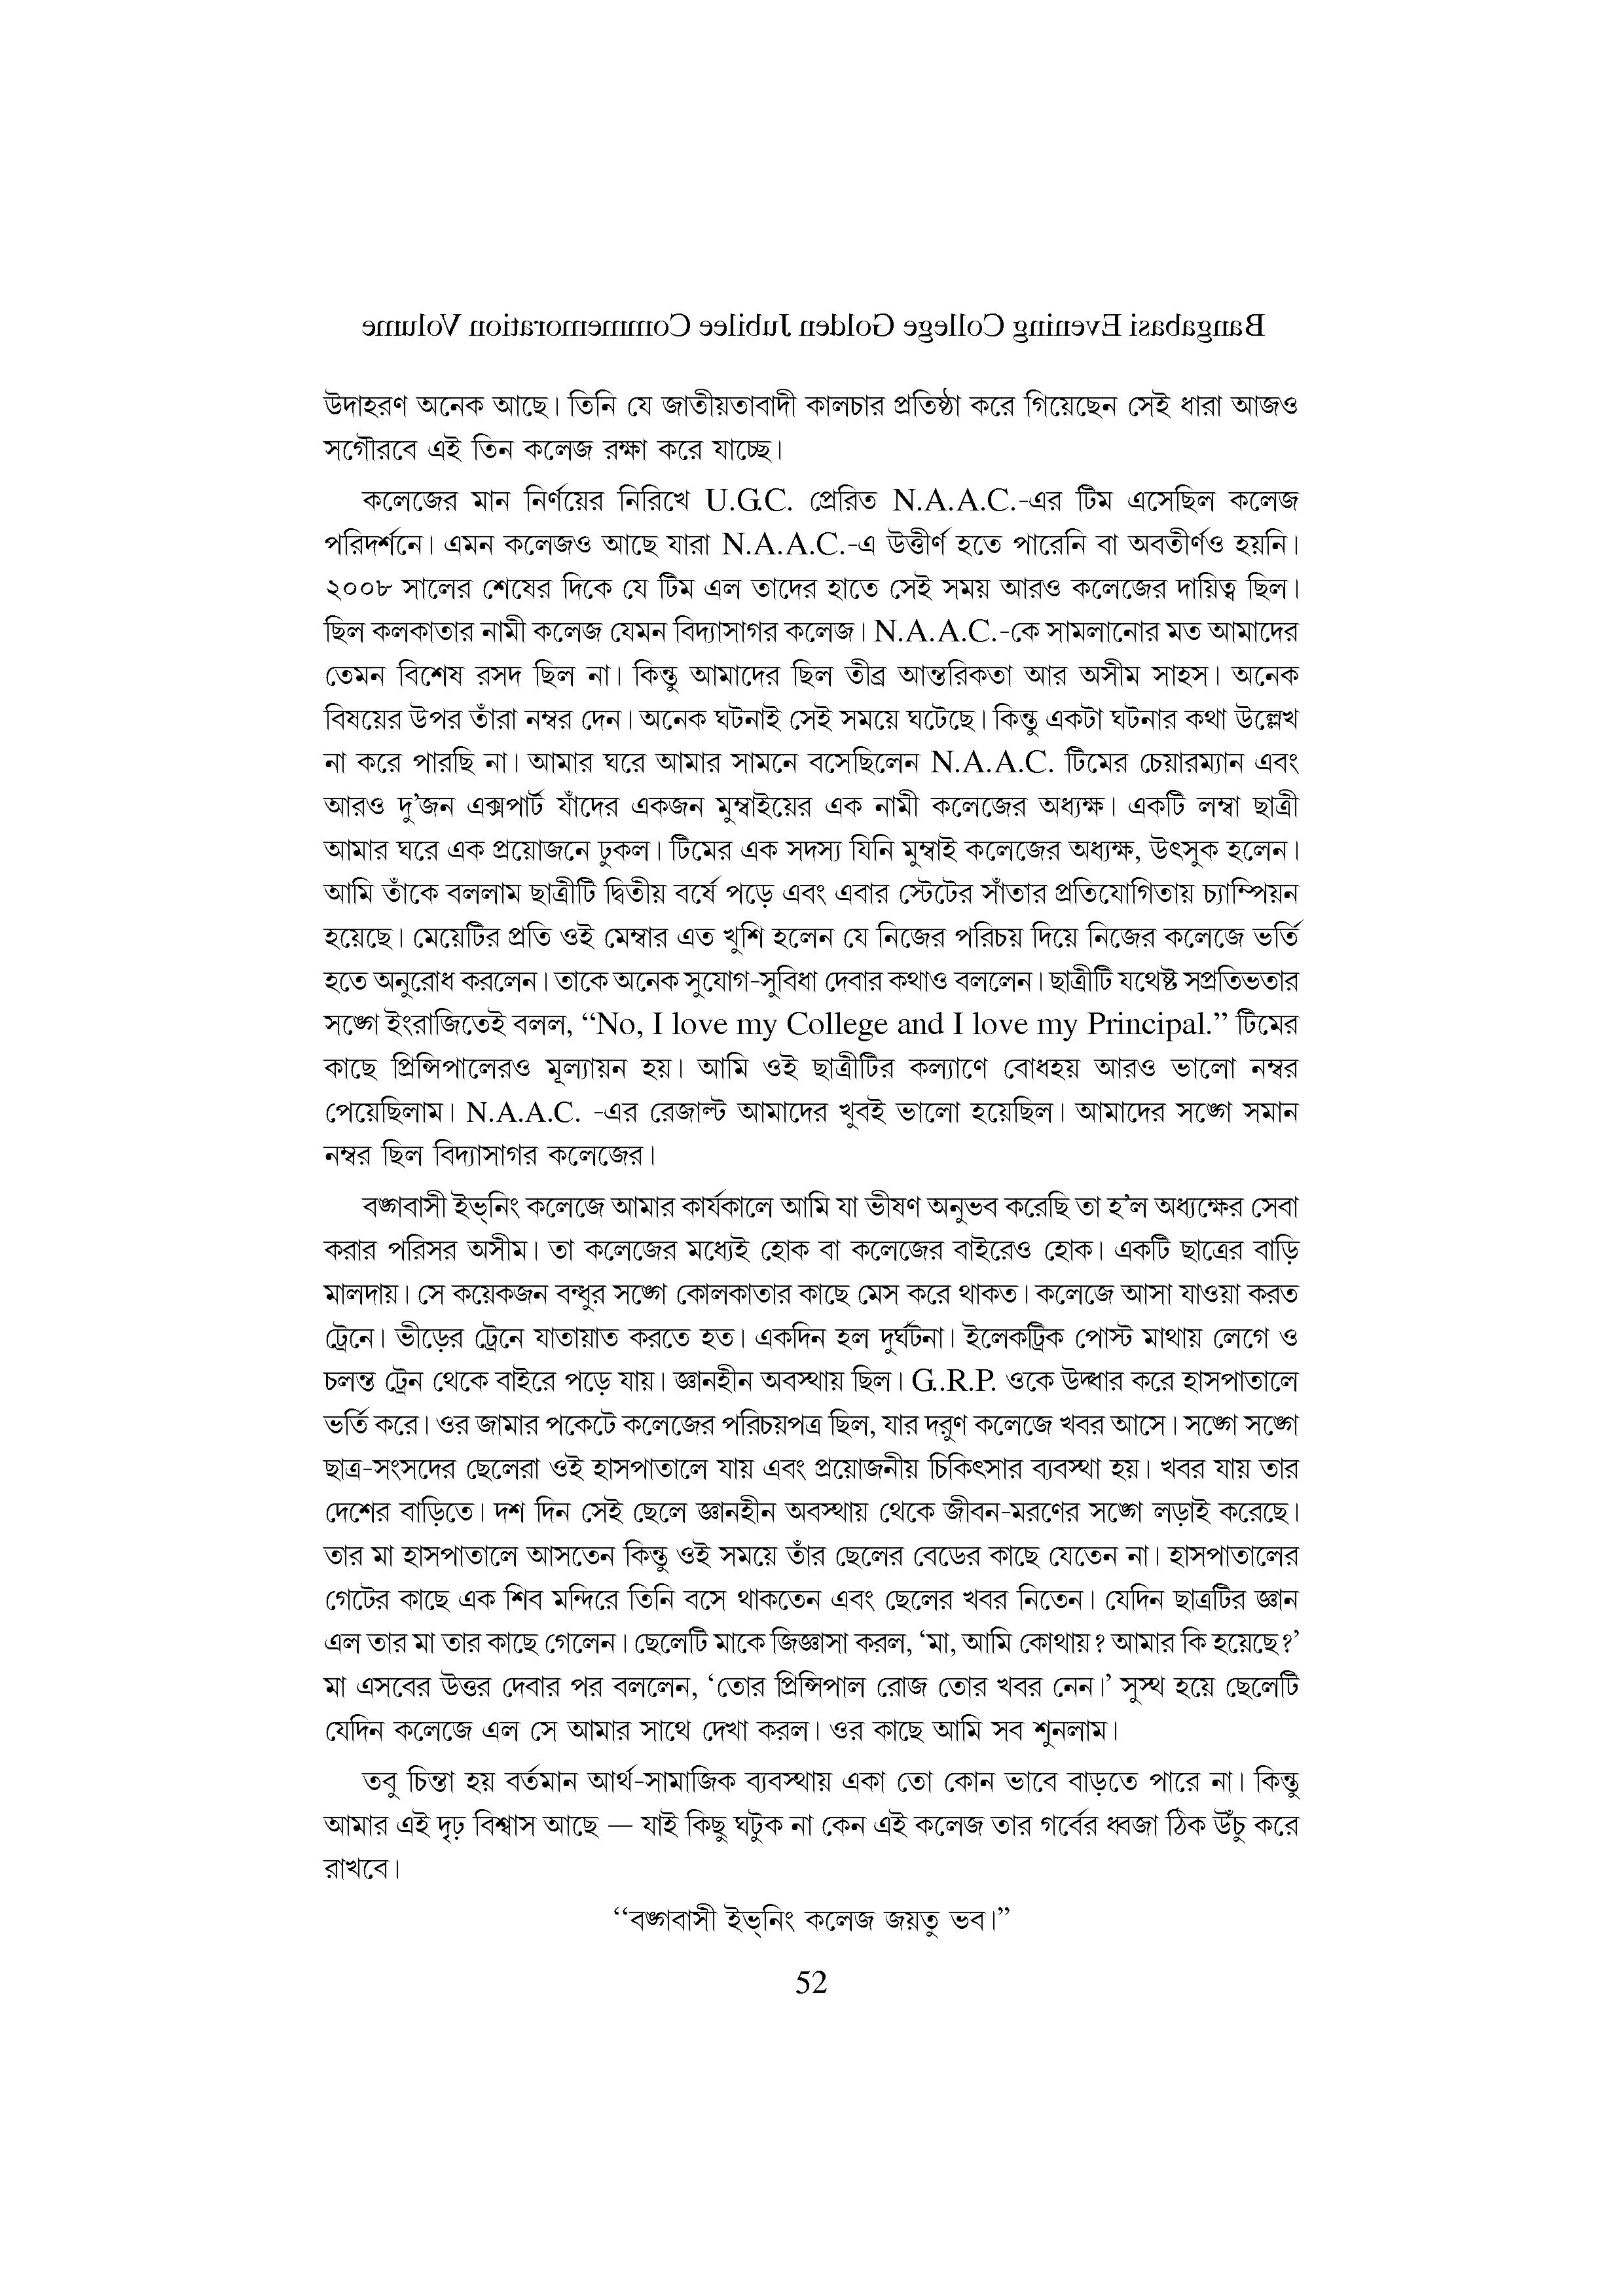 Bangabasi Evening College Golden Jubilee Commemoration Volume
উদাহরণ অনেক আছে। তিনি যে জাতীয়তাবাদী কালচার প্রতিষ্ঠা করে গিয়েছেন সেই ধারা আজও
সগৌরবে এই তিন কলেজ রক্ষা করে যাচ্ছে।
কলেজের মান নির্ণয়ের নিরিখে U.G.C. প্রেরিত N.A.A.C.-এর টিম এসেছিল কলেজ
পরিদর্শনে। এমন কলেজও আছে যারা N.A.A.C.-এ উত্তীর্ণ হতে পারেনি বা অবতীর্ণও হয়নি।
২০০৮ সালের শেষের দিকে যে টিম এল তাদের হাতে সেই সময় আরও কলেজের দায়িত্ব ছিল।
ছিল কলকাতার নামী কলেজ যেমন বিদ্যাসাগর কলেজ। N.A.A.C.-কে সামলানোর মত আমাদের
তেমন বিশেষ রসদ ছিল না। কিন্তু আমাদের ছিল তীব্র আন্তরিকতা আর অসীম সাহস। অনেক
বিষয়ের উপর তাঁরা নম্বর দেন। অনেক ঘটনাই সেই সময়ে ঘটেছে। কিন্তু একটা ঘটনার কথা উল্লেখ
না করে পারছি না। আমার ঘরে আমার সামনে বসেছিলেন N.A.A.C. টিমের চেয়ারম্যান এবং
আরও দু’জন এক্সপার্ট যাঁদের একজন মুম্বাইয়ের এক নামী কলেজের অধ্যক্ষ। একটি লম্বা ছাত্রী
আমার ঘরে এক প্রয়োজনে ঢুকল। টিমের এক সদস্য যিনি মুম্বাই কলেজের অধ্যক্ষ, উৎসুক হলেন।
আমি তাঁকে বললাম ছাত্রীটি দ্বিতীয় বর্ষে পড়ে এবং এবার স্টেটের সাঁতার প্রতিযোগিতায় চ্যাম্পিয়ন
হয়েছে। মেয়েটির প্রতি ওই মেম্বার এত খুশি হলেন যে নিজের পরিচয় দিয়ে নিজের কলেজে ভর্তি
হতে অনুরোধ করলেন। তাকে অনেক সুযোগ-সুবিধা দেবার কথাও বললেন। ছাত্রীটি যথেষ্ট সপ্রতিভতার
সঙ্গে ইংরাজিতেই বলল, “No, I love my College and I love my Principal.” টিমের
কাছে প্রিন্সিপালেরও মূল্যায়ন হয়। আমি ওই ছাত্রীটির কল্যাণে বোধহয় আরও ভালো নম্বর
পেয়েছিলাম। N.A.A.C. -এর রেজাল্ট আমাদের খুবই ভালো হয়েছিল। আমাদের সঙ্গে সমান
নম্বর ছিল বিদ্যাসাগর কলেজের।
বঙ্গবাসী ইভ্‌নিং কলেজে আমার কার্যকালে আমি যা ভীষণ অনুভব করেছি তা হ’ল অধ্যক্ষের সেবা
করার পরিসর অসীম। তা কলেজের মধ্যেই হোক বা কলেজের বাইরেও হোক। একটি ছাত্রের বাড়ি
মালদায়। সে কয়েকজন বন্ধুর সঙ্গে কোলকাতার কাছে মেস করে থাকত। কলেজে আসা যাওয়া করত
ট্রেনে। ভীড়ের ট্রেনে যাতায়াত করতে হত। একদিন হল দুর্ঘটনা। ইলেকট্রিক পোস্ট মাথায় লেগে ও
চলন্ত ট্রেন থেকে বাইরে পড়ে যায়। জ্ঞানহীন অবস্থায় ছিল। G..R.P. ওকে উদ্ধার করে হাসপাতালে
ভর্তি করে। ওর জামার পকেটে কলেজের পরিচয়পত্র ছিল, যার দরুণ কলেজে খবর আসে। সঙ্গে সঙ্গে
ছাত্র-সংসদের ছেলেরা ওই হাসপাতালে যায় এবং প্রয়োজনীয় চিকিৎসার ব্যবস্থা হয়। খবর যায় তার
দেশের বাড়িতে। দশ দিন সেই ছেলে জ্ঞানহীন অবস্থায় থেকে জীবন-মরণের সঙ্গে লড়াই করেছে।
তার মা হাসপাতালে আসতেন কিন্তু ওই সময়ে তাঁর ছেলের বেডের কাছে যেতেন না। হাসপাতালের
গেটের কাছে এক শিব মন্দিরে তিনি বসে থাকতেন এবং ছেলের খবর নিতেন। যেদিন ছাত্রটির জ্ঞান
এল তার মা তার কাছে গেলেন। ছেলেটি মাকে জিজ্ঞাসা করল, ‘মা, আমি কোথায়? আমার কি হয়েছে?’
মা এসবের উত্তর দেবার পর বললেন, ‘তোর প্রিন্সিপাল রোজ তোর খবর নেন।’ সুস্থ হয়ে ছেলেটি
যেদিন কলেজে এল সে আমার সাথে দেখা করল। ওর কাছে আমি সব শুনলাম।
তবু চিন্তা হয় বর্তমান আর্থ-সামাজিক ব্যবস্থায় একা তো কোন ভাবে বাড়তে পারে না। কিন্তু
আমার এই দৃঢ় বিশ্বাস আছে — যাই কিছু ঘটুক না কেন এই কলেজ তার গর্বের ধ্বজা ঠিক উঁচু করে
রাখবে।
‘‘বঙ্গবাসী ইভ্‌নিং কলেজ জয়তু ভব।”
52